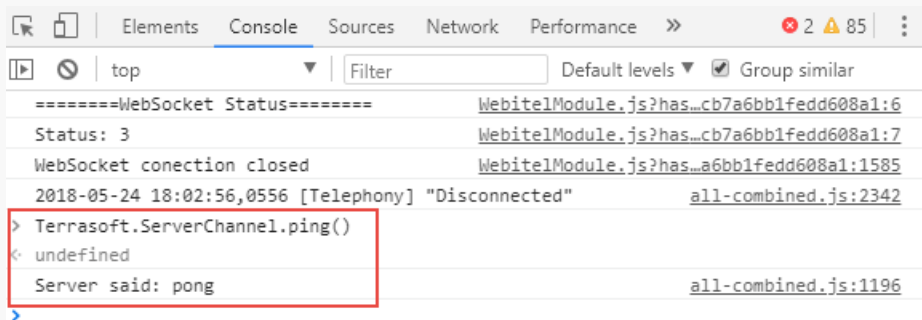 Elements Console Sources Network Performance » 2 85
top Filter Default levels Group similar
========WebSocket Status======== WebitelModule.js?has…cb7a6bb1fedd608a1:6
Status: 3 WebitelModule.js?has…cb7a6bb1fedd608a1:7
WebSocket conection closed WebitelModule.js?has…a6bb1fedd608a1:1585
2018-05-24 18:02:56,0556 [Telephony] "Disconnected" all-combined.js:2342
> Terrasoft.ServerChannel.ping()
undefined
Server said: pong all-combined.js:1196
>